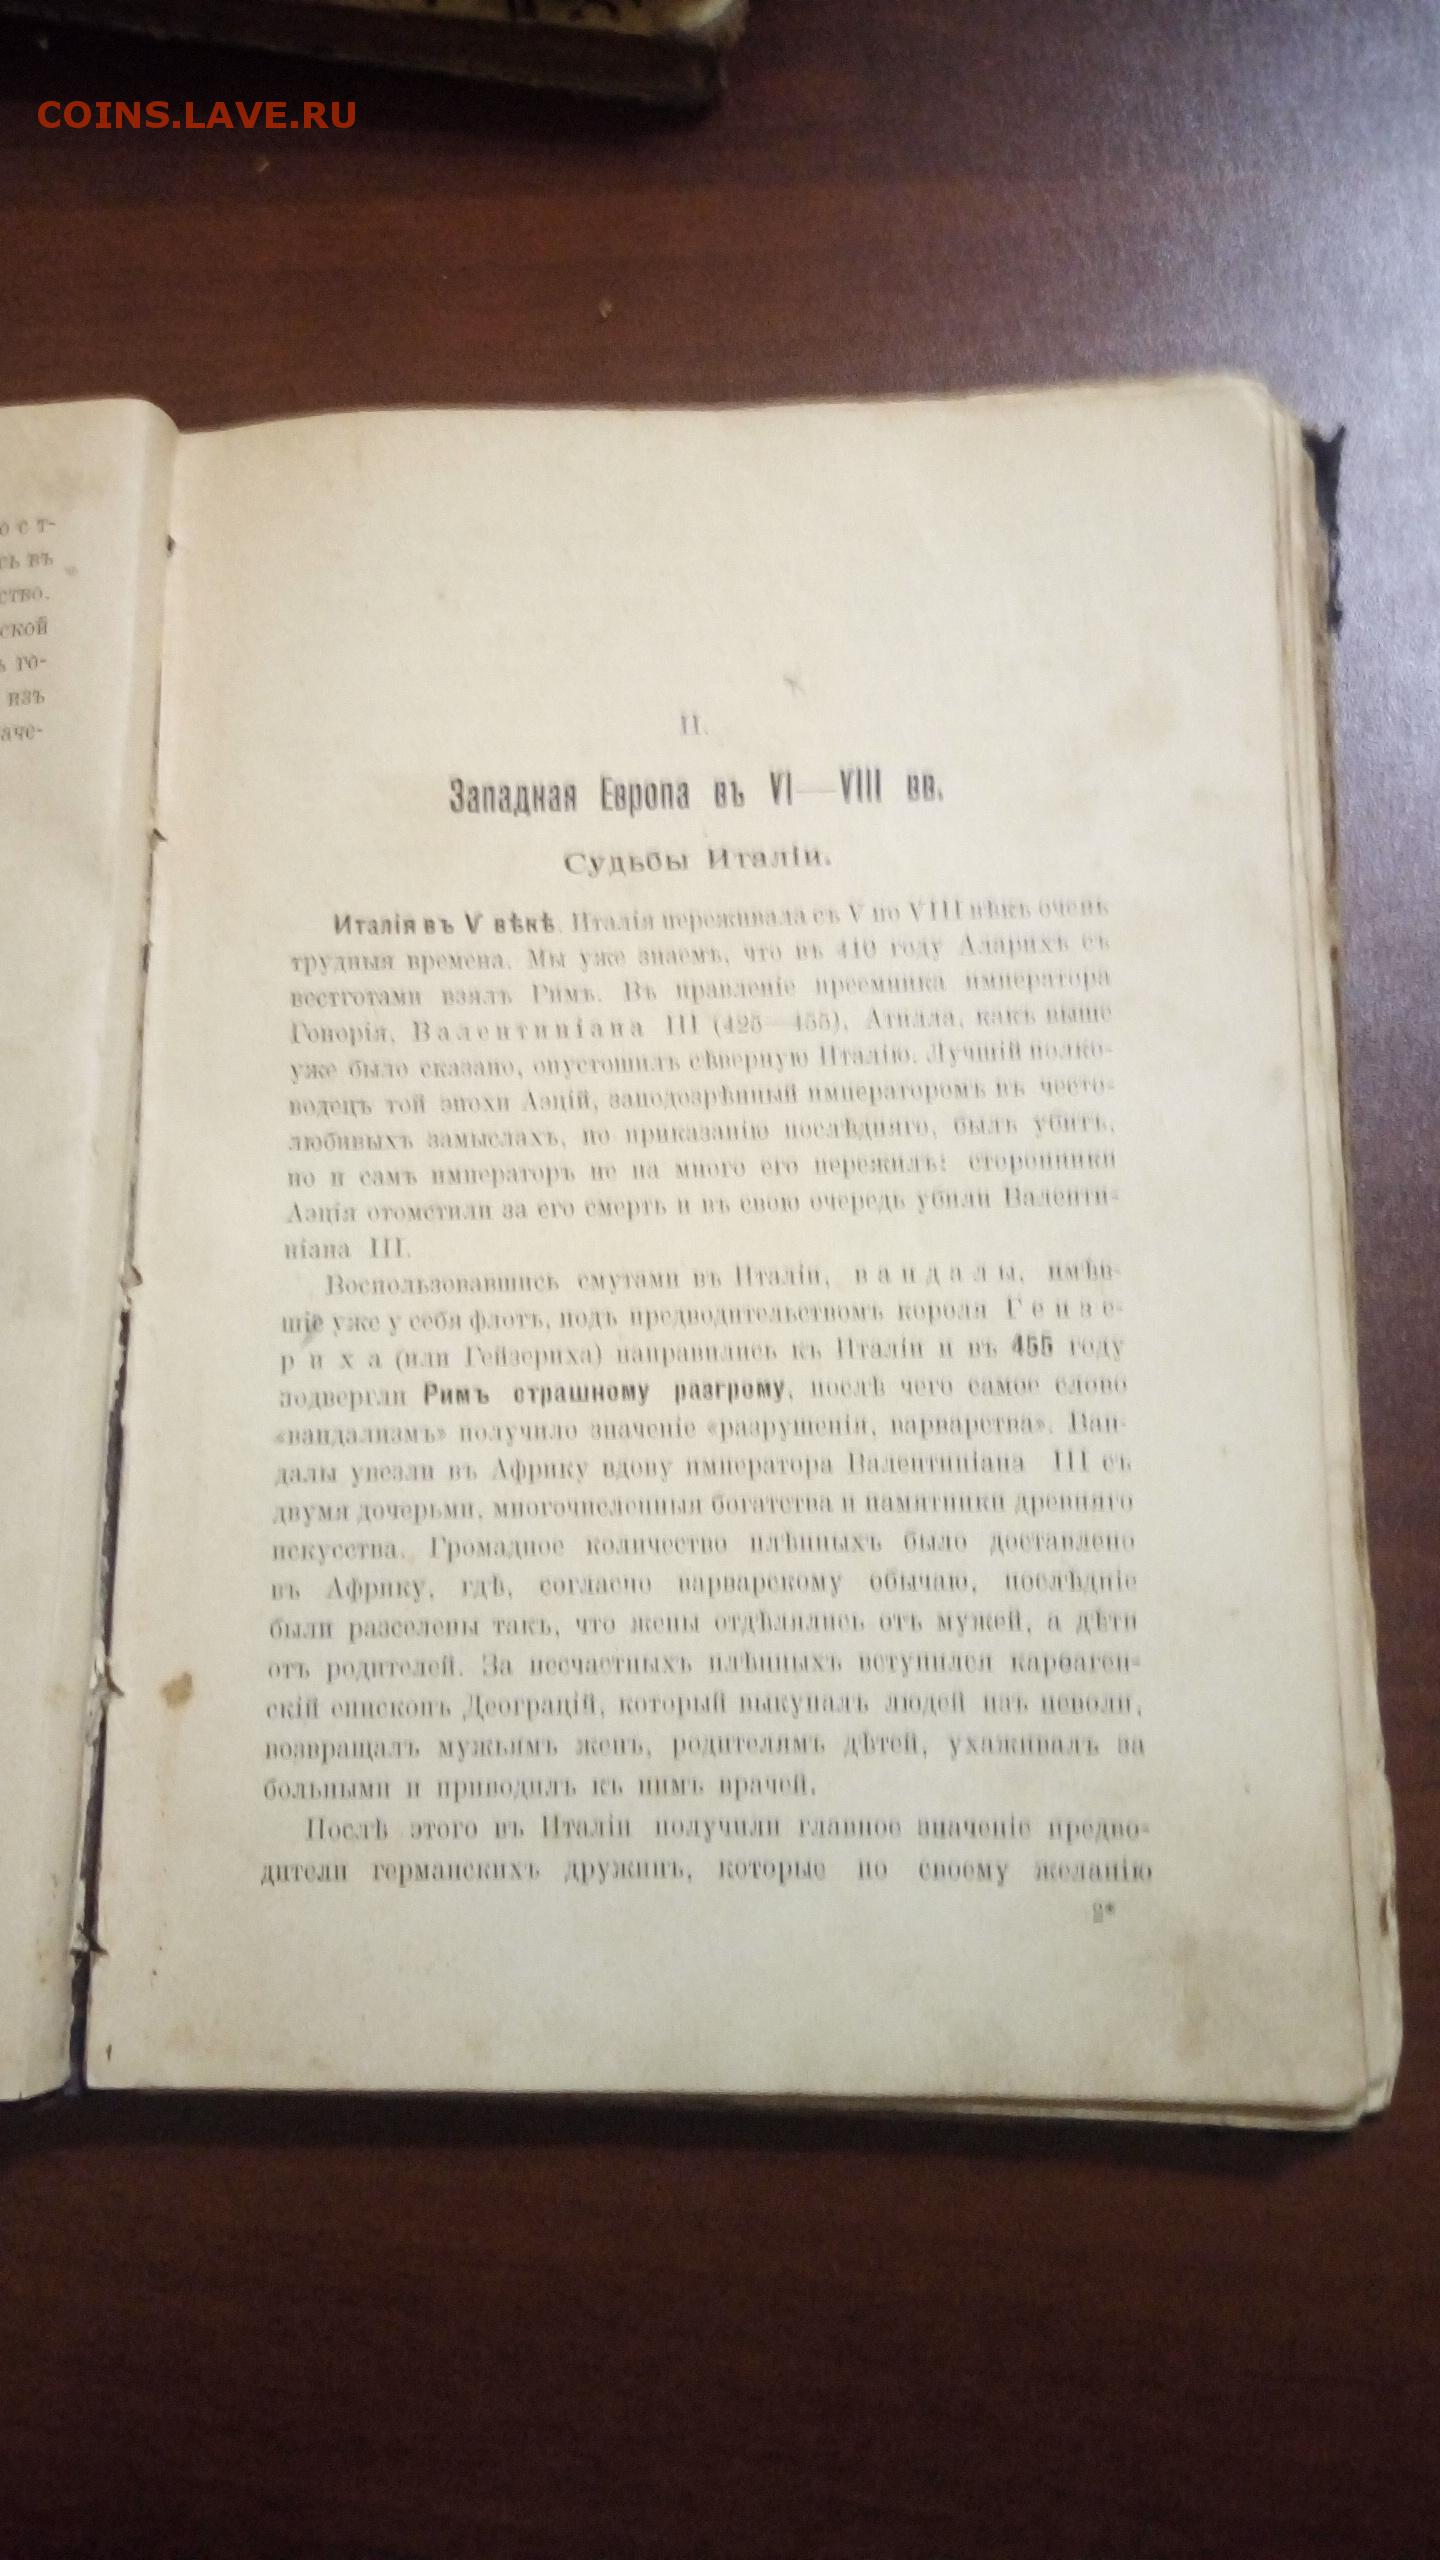 COINS.LAVE.RU
о с т-
сь въ
ство.
ской
ъ го-
изъ
аче-
II.
Западная Европа въ VI—VIII вв.
Судьбы Италіи.
Италія въ V вѣкѣ. Италія переживала съ V по VIII вѣкъ очень
трудныя времена. Мы уже знаемъ, что въ 410 году Аларихъ съ
вестготами взялъ Римъ. Въ правленіе преемника императора
Гонорія, Валентиніана III (425—455), Атилла, какъ выше
уже было сказано, опустошилъ сѣверную Италію. Лучшій полко-
водецъ той эпохи Аэцій, заподозрѣнный императоромъ въ често-
любивыхъ замыслахъ, по приказанію послѣдняго, былъ убитъ,
но и самъ императоръ не на много его пережилъ: сторонники
Аэція отомстили за его смерть и въ свою очередь убили Валенти-
ніана III.
Воспользовавшись смутами въ Италіи, вандалы, имѣв-
шіе уже у себя флотъ, подъ предводительствомъ короля Гензе-
риха (или Гейзериха) направились къ Италіи и въ 455 году
подвергли Римъ страшному разгрому, послѣ чего самое слово
«вандализмъ» получило значеніе «разрушенія, варварства». Ван-
далы увезли въ Африку вдову императора Валентиніана III съ
двумя дочерьми, многочисленныя богатства и памятники древняго
искусства. Громадное количество плѣнныхъ было доставлено
въ Африку, гдѣ, согласно варварскому обычаю, послѣдніе
были разселены такъ, что жены отдѣлялись отъ мужей, а дѣти
отъ родителей. За несчастныхъ плѣнныхъ вступился карѳаген-
скій епископъ Деограцій, который выкупалъ людей изъ неволи,
возвращалъ мужьямъ женъ, родителямъ дѣтей, ухаживалъ за
больными и приводилъ къ нимъ врачей.
Послѣ этого въ Италіи получили главное значеніе предво-
дители германскихъ дружинъ, которые по своему желанію
2*